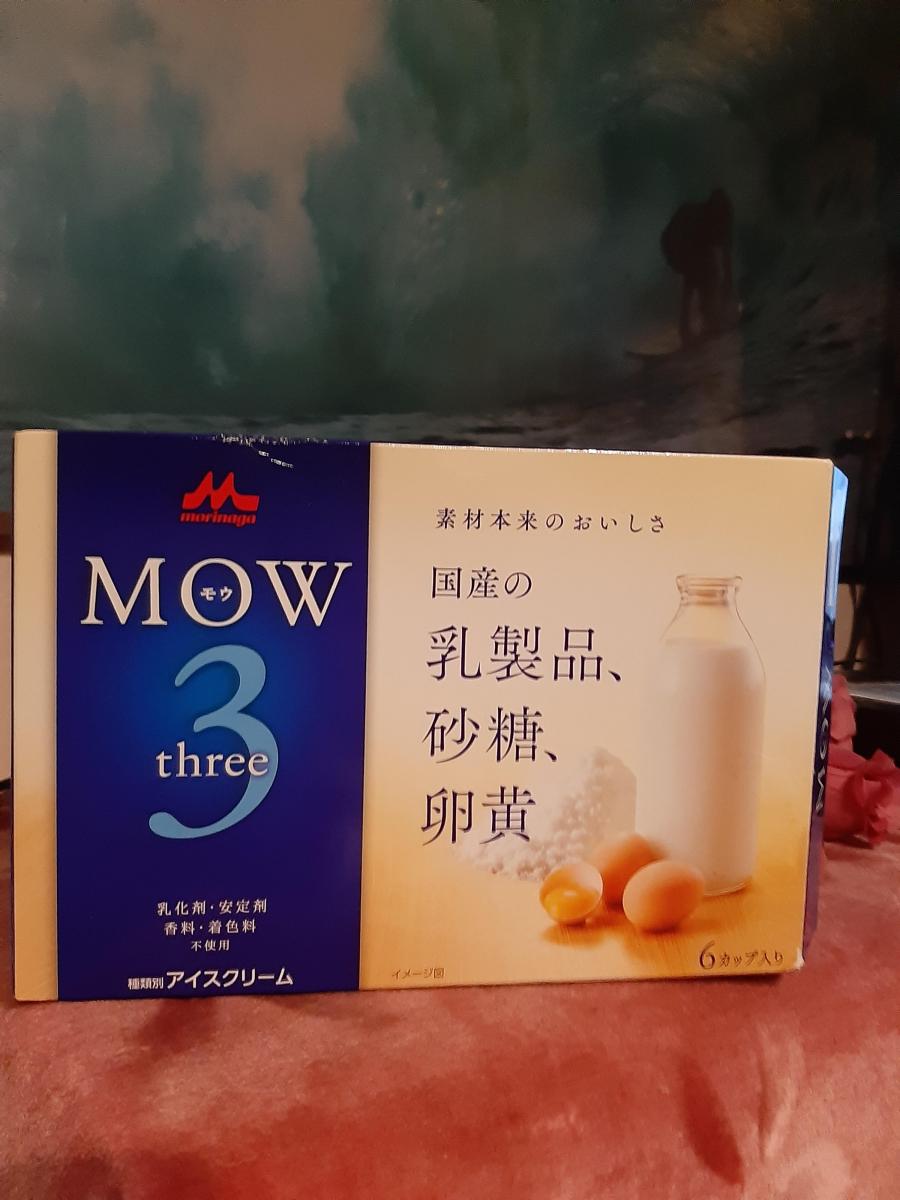 morinaga
MOW
モウ
3
three
乳化剤・安定剤
香料・着色料
不使用
種類別 アイスクリーム
素材本来のおいしさ
国産の
乳製品、
砂糖、
卵黄
イメージ図
6カップ入り
MOW